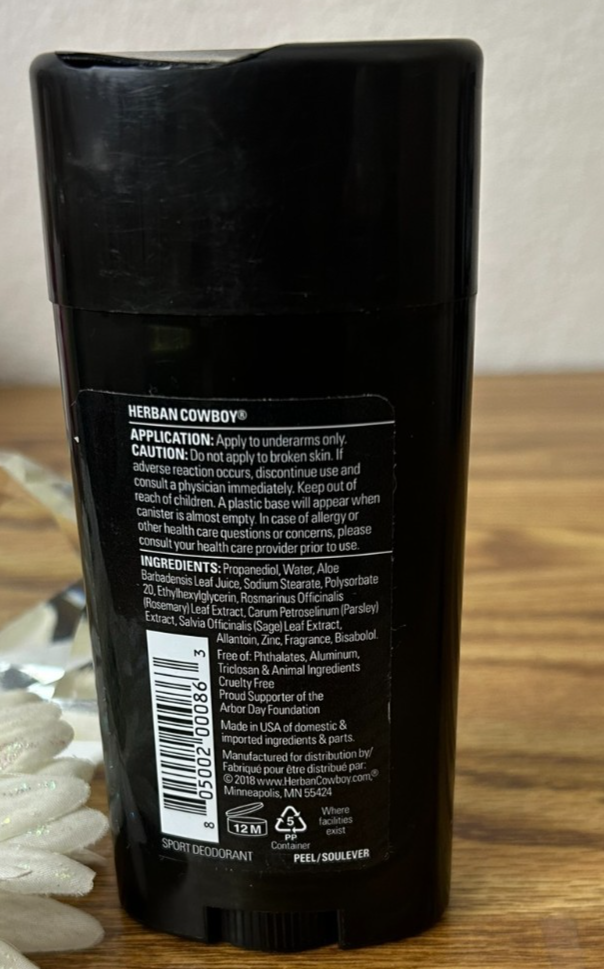 HERBAN COWBOY®
APPLICATION: Apply to underarms only.
CAUTION: Do not apply to broken skin. If
adverse reaction occurs, discontinue use and
consult a physician immediately. Keep out of
reach of children. A plastic base will appear when
canister is almost empty. In case of allergy or
other health care questions or concerns, please
consult your health care provider prior to use.
INGREDIENTS: Propanediol, Water, Aloe
Barbadensis Leaf Juice, Sodium Stearate, Polysorbate
20, Ethylhexylglycerin, Rosmarinus Officinalis
(Rosemary) Leaf Extract, Carum Petroselinum (Parsley)
Extract, Salvia Officinalis (Sage) Leaf Extract,
Allantoin, Zinc, Fragrance, Bisabolol.
Free of: Phthalates, Aluminum,
Triclosan & Animal Ingredients
Cruelty Free
Proud Supporter of the
Arbor Day Foundation
Made in USA of domestic &
imported ingredients & parts.
Manufactured for distribution by/
Fabriqué pour être distribué par:
© 2018 www.HerbanCowboy.com®
Minneapolis, MN 55424
8 05002 00086 3
12 M
5
PP
Container
Where
facilities
exist
SPORT DEODORANT
PEEL/SOULEVER